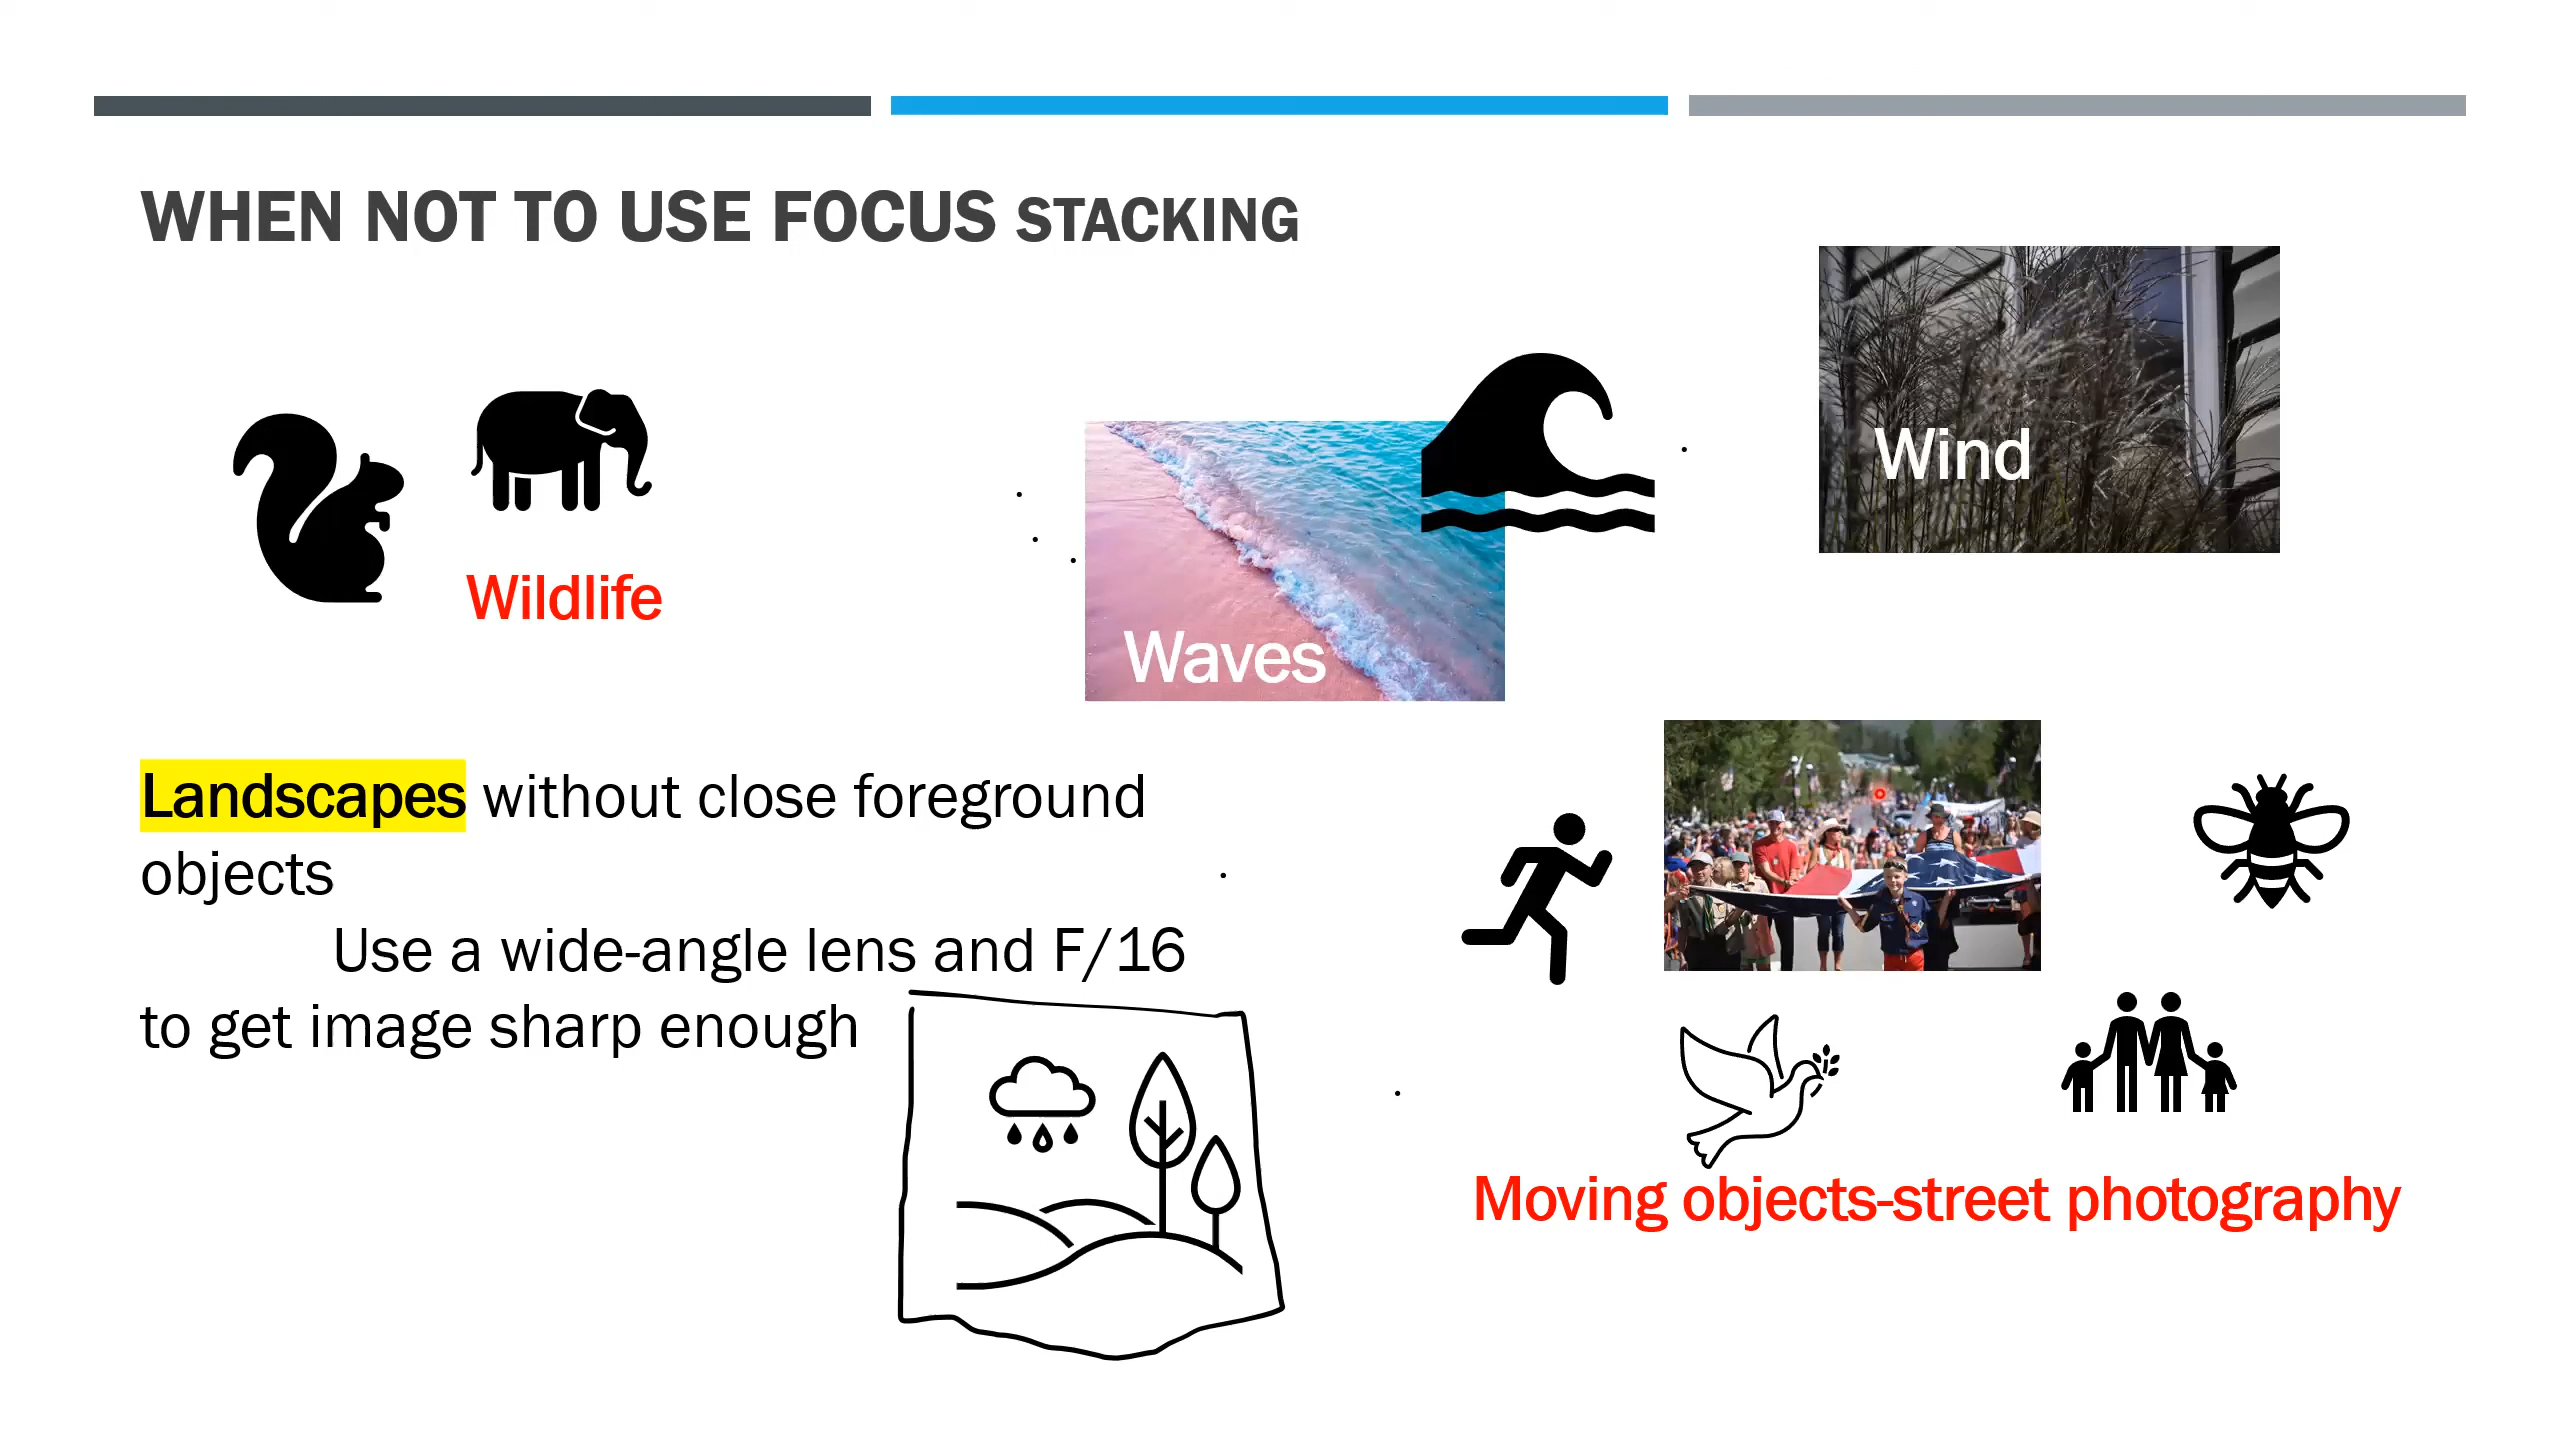 WHEN NOT TO USE FOCUS STACKING
Wind
Wildlife
Waves
Landscapes without close foreground
objects
Use a wide-angle lens and F/16
to get image sharp enough
Moving objects-street photography